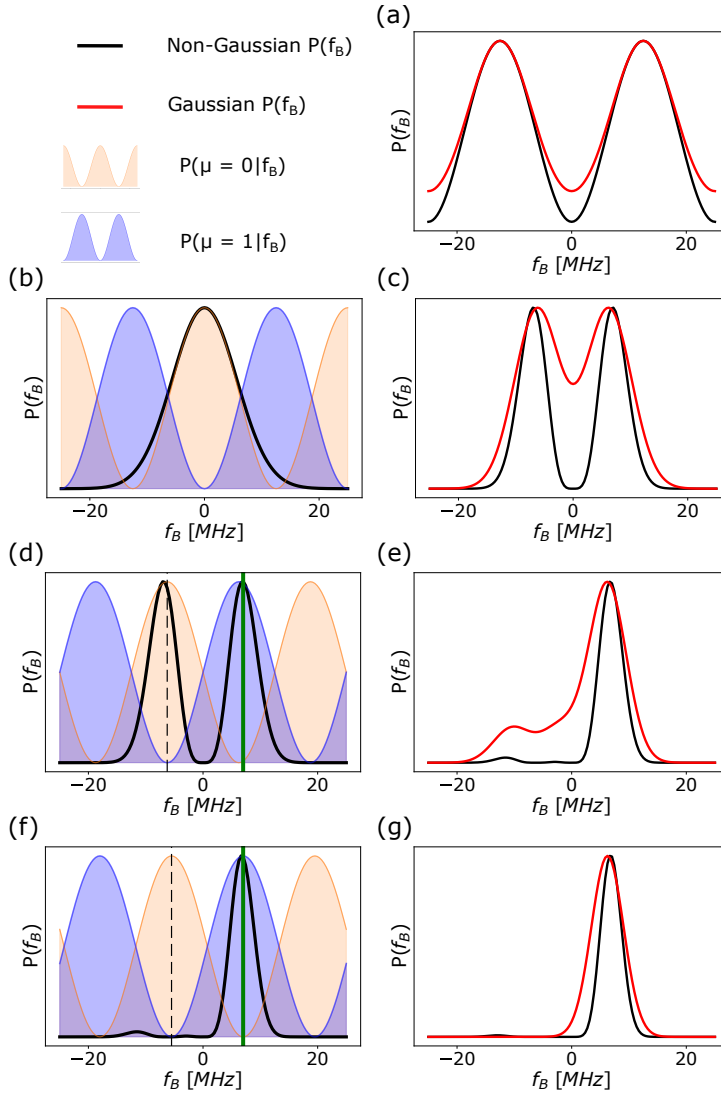 Non-Gaussian P(f_B)
Gaussian P(f_B)
P(μ = 0|f_B)
P(μ = 1|f_B)
(a)
P(f_B)
−20 0 20
f_B [MHz]
(b)
P(f_B)
−20 0 20
f_B [MHz]
(c)
P(f_B)
−20 0 20
f_B [MHz]
(d)
P(f_B)
−20 0 20
f_B [MHz]
(e)
P(f_B)
−20 0 20
f_B [MHz]
(f)
P(f_B)
−20 0 20
f_B [MHz]
(g)
P(f_B)
−20 0 20
f_B [MHz]